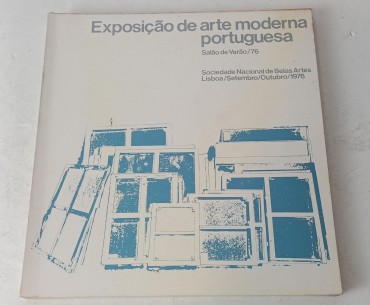 Exposição de arte moderna
portuguesa
Salão de Verão/76
Sociedade Nacional de Belas Artes
Lisboa/Setembro/Outubro/1976